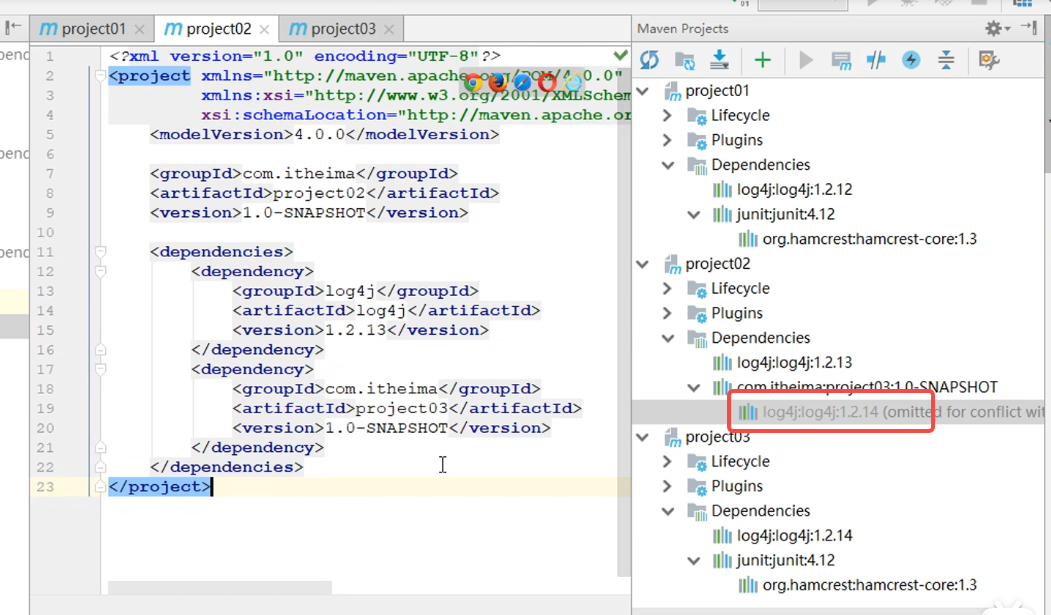 project01
project02
project03
Maven Projects
pend
pend
pend
1 <?xml version="1.0" encoding="UTF-8"?>
2 <project xmlns="http://maven.apache.org/POM/4.0.0"
3 xmlns:xsi="http://www.w3.org/2001/XMLSchem
4 xsi:schemaLocation="http://maven.apache.or
5 <modelVersion>4.0.0</modelVersion>
6
7 <groupId>com.itheima</groupId>
8 <artifactId>project02</artifactId>
9 <version>1.0-SNAPSHOT</version>
10
11 <dependencies>
12 <dependency>
13 <groupId>log4j</groupId>
14 <artifactId>log4j</artifactId>
15 <version>1.2.13</version>
16 </dependency>
17 <dependency>
18 <groupId>com.itheima</groupId>
19 <artifactId>project03</artifactId>
20 <version>1.0-SNAPSHOT</version>
21 </dependency>
22 </dependencies>
23 </project>
project01
Lifecycle
Plugins
Dependencies
log4j:log4j:1.2.12
junit:junit:4.12
org.hamcrest:hamcrest-core:1.3
project02
Lifecycle
Plugins
Dependencies
log4j:log4j:1.2.13
com.itheima:project03:1.0-SNAPSHOT
log4j:log4j:1.2.14 (omitted for conflict wit
project03
Lifecycle
Plugins
Dependencies
log4j:log4j:1.2.14
junit:junit:4.12
org.hamcrest:hamcrest-core:1.3